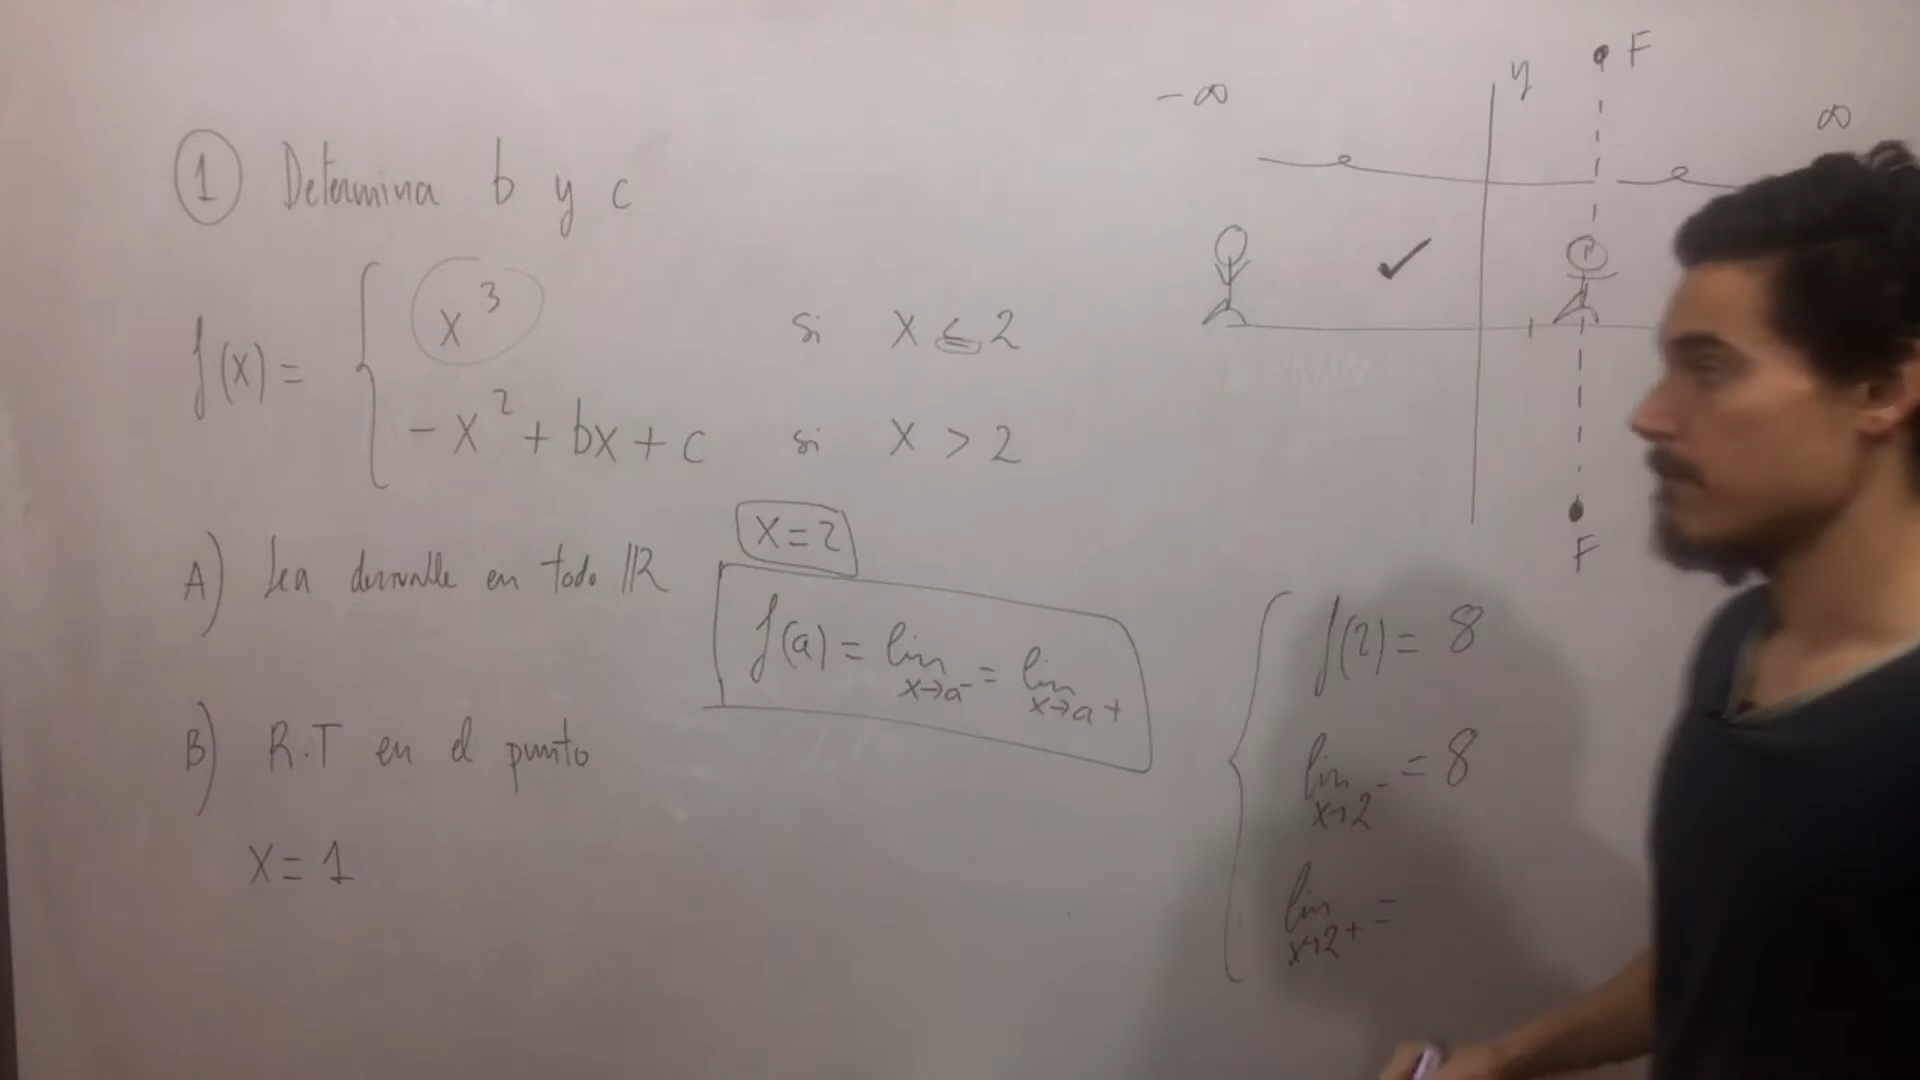 ① Determina b y c
f(x) = { x³ si x ≤ 2
-x² + bx + c si x > 2
A) Sea derivable en todo ℝ
x=2
f(a) = lim x→a⁻ = lim x→a⁺
B) R.T en el punto
x = 1
-∞
y
F
∞
F
{ f(2) = 8
lim x→2⁻ = 8
lim x→2⁺ =